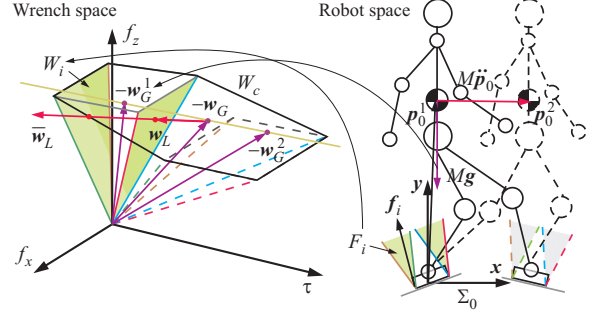 Wrench space
Robot space
f_z
W_i
-w_G^1
W_c
-w_G
w_L
w̅_L
-w_G^2
f_x
τ
Mp̈_0
p_0^1
p_0^2
Mg
f_i
y
F_i
x
Σ_0